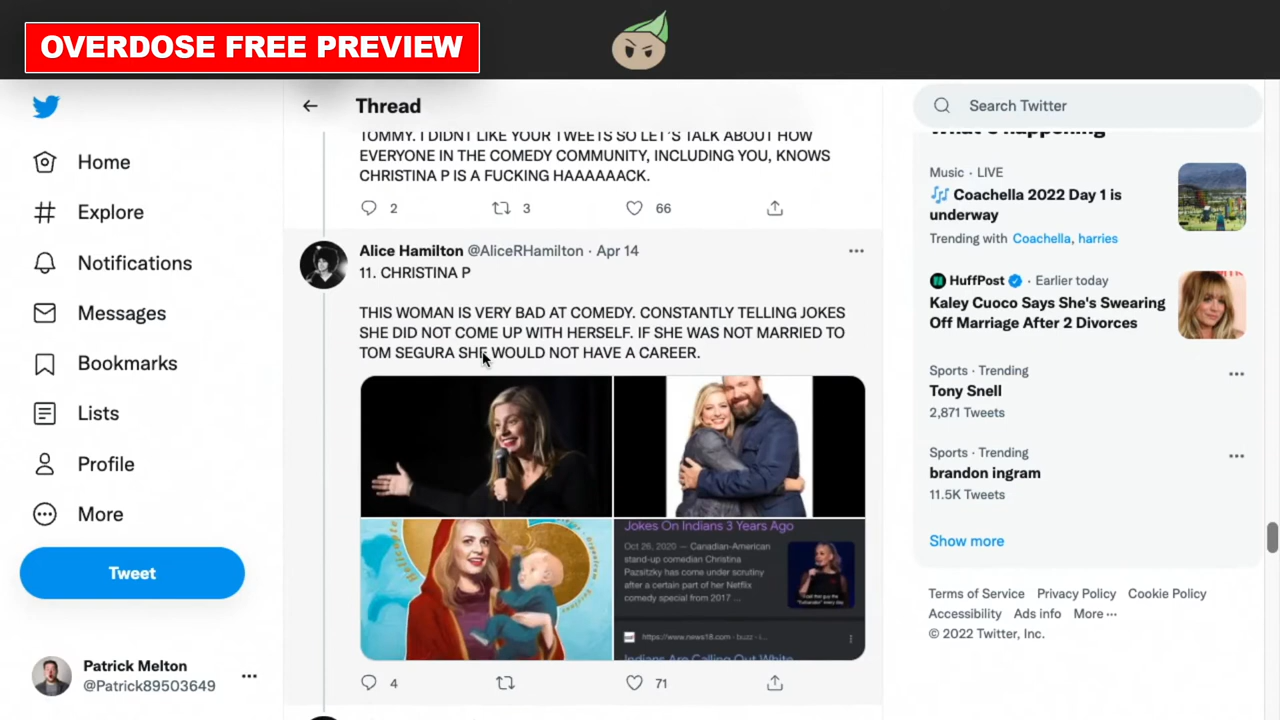 OVERDOSE FREE PREVIEW
Home
Explore
Notifications
Messages
Bookmarks
Lists
Profile
More
Tweet
Patrick Melton
@Patrick89503649
Thread
TOMMY. I DIDNT LIKE YOUR TWEETS SO LET'S TALK ABOUT HOW
EVERYONE IN THE COMEDY COMMUNITY, INCLUDING YOU, KNOWS
CHRISTINA P IS A FUCKING HAAAAAACK.
2 3 66
Alice Hamilton @AliceRHamilton · Apr 14
11. CHRISTINA P
THIS WOMAN IS VERY BAD AT COMEDY. CONSTANTLY TELLING JOKES
SHE DID NOT COME UP WITH HERSELF. IF SHE WAS NOT MARRIED TO
TOM SEGURA SHE WOULD NOT HAVE A CAREER.
Jokes On Indians 3 Years Ago
Oct 26, 2020 — Canadian-American
stand-up comedian Christina
Pazsitzky has come under scrutiny
after a certain part of her Netflix
comedy special from 2017 ...
https://www.news18.com › buzz › i...
Indians Are Calling Out White
4 71
Search Twitter
What's happening
Music · LIVE
Coachella 2022 Day 1 is
underway
Trending with Coachella, harries
HuffPost · Earlier today
Kaley Cuoco Says She's Swearing
Off Marriage After 2 Divorces
Sports · Trending
Tony Snell
2,871 Tweets
Sports · Trending
brandon ingram
11.5K Tweets
Show more
Terms of Service Privacy Policy Cookie Policy
Accessibility Ads info More ···
© 2022 Twitter, Inc.